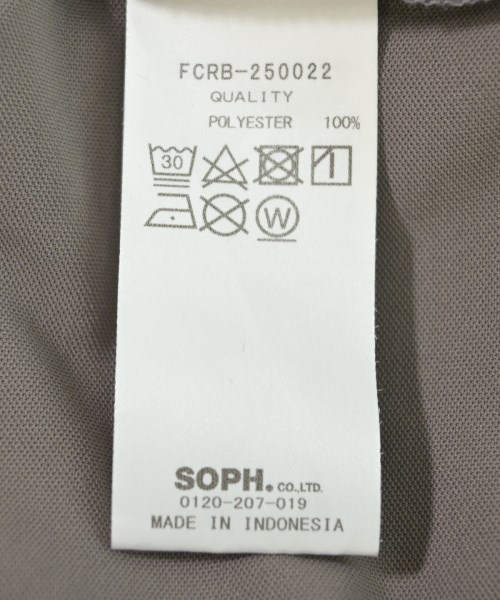 FCRB-250022
QUALITY
POLYESTER 100%
30
W
SOPH. CO.,LTD.
0120-207-019
MADE IN INDONESIA